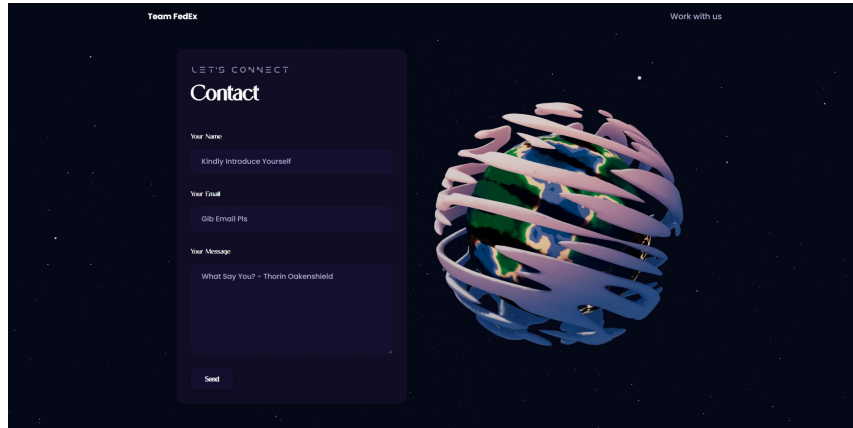 Team FedEx
Work with us
LET'S CONNECT
Contact
Your Name
Kindly Introduce Yourself
Your Email
Gib Email Pls
Your Message
What Say You? - Thorin Oakenshield
Send